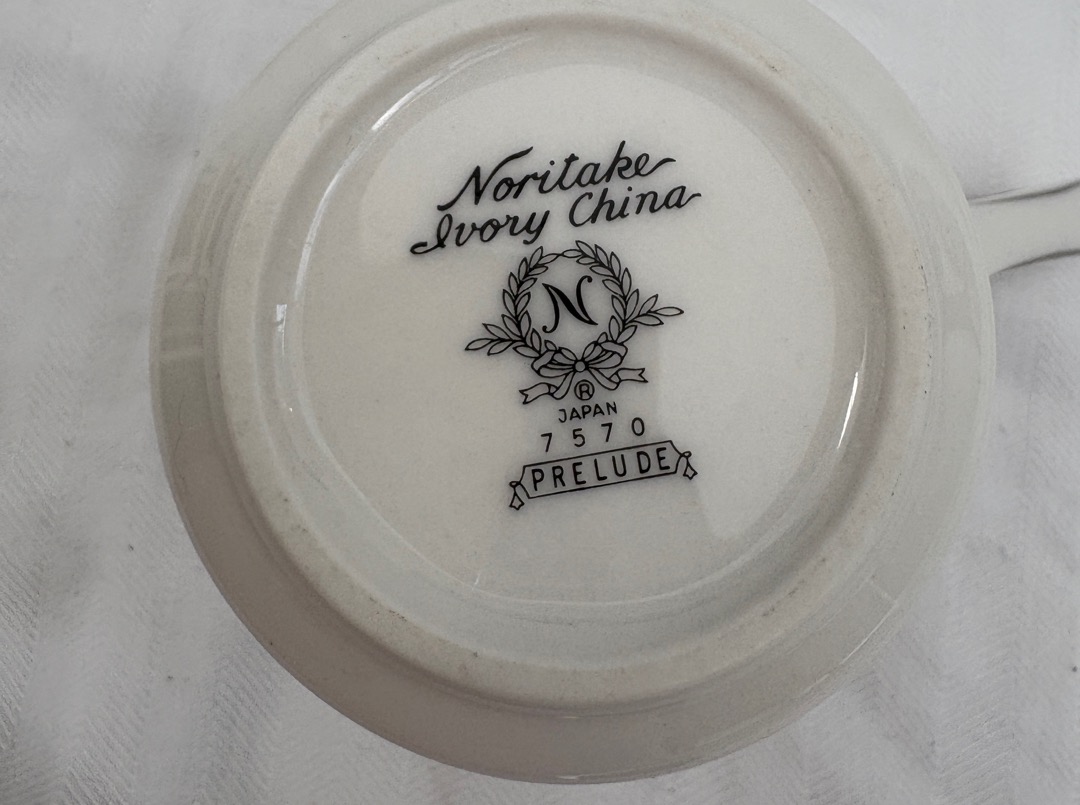 Noritake
Ivory China
N
®
JAPAN
7570
PRELUDE